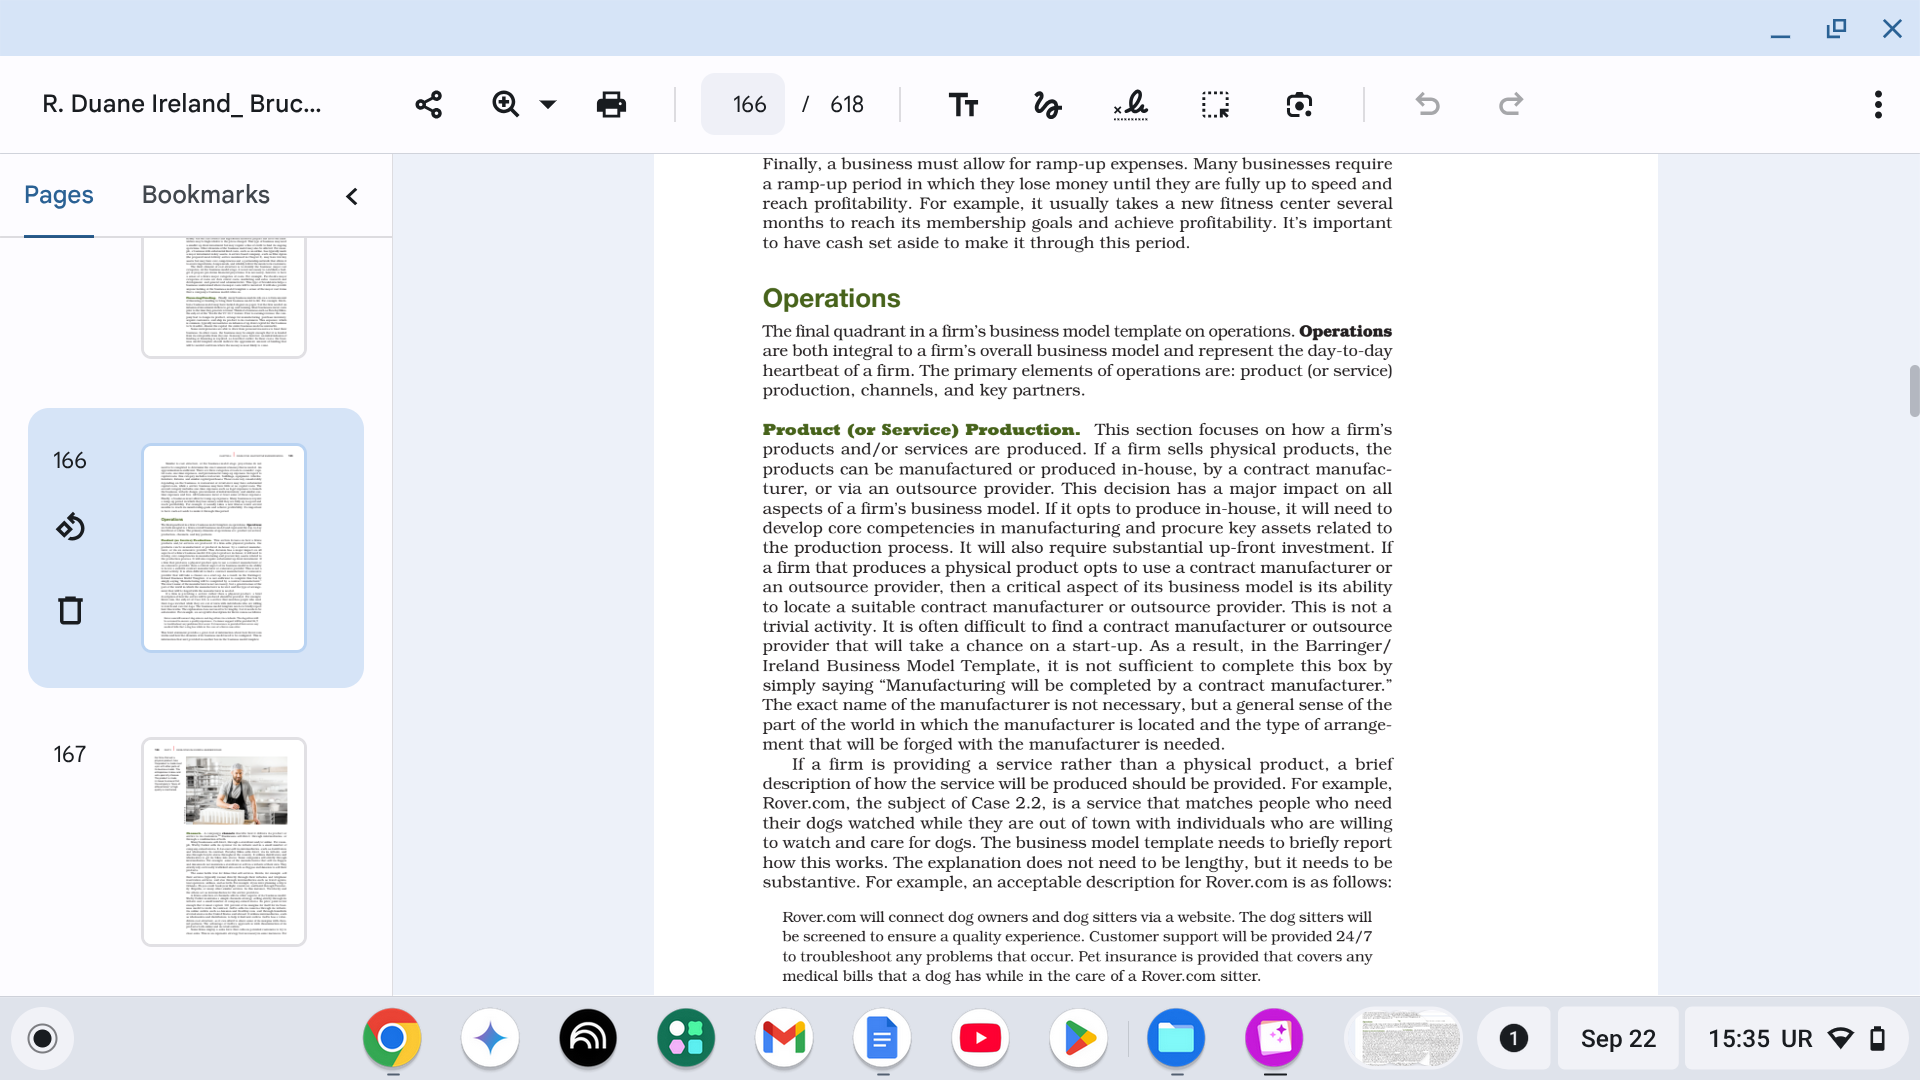 R. Duane Ireland_ Bruc...
166 / 618
Pages
Bookmarks
166
167
Finally, a business must allow for ramp-up expenses. Many businesses require
a ramp-up period in which they lose money until they are fully up to speed and
reach profitability. For example, it usually takes a new fitness center several
months to reach its membership goals and achieve profitability. It’s important
to have cash set aside to make it through this period.
Operations
The final quadrant in a firm’s business model template on operations. Operations
are both integral to a firm’s overall business model and represent the day-to-day
heartbeat of a firm. The primary elements of operations are: product (or service)
production, channels, and key partners.
Product (or Service) Production. This section focuses on how a firm’s
products and/or services are produced. If a firm sells physical products, the
products can be manufactured or produced in-house, by a contract manufac-
turer, or via an outsource provider. This decision has a major impact on all
aspects of a firm’s business model. If it opts to produce in-house, it will need to
develop core competencies in manufacturing and procure key assets related to
the production process. It will also require substantial up-front investment. If
a firm that produces a physical product opts to use a contract manufacturer or
an outsource provider, then a critical aspect of its business model is its ability
to locate a suitable contract manufacturer or outsource provider. This is not a
trivial activity. It is often difficult to find a contract manufacturer or outsource
provider that will take a chance on a start-up. As a result, in the Barringer/
Ireland Business Model Template, it is not sufficient to complete this box by
simply saying “Manufacturing will be completed by a contract manufacturer.”
The exact name of the manufacturer is not necessary, but a general sense of the
part of the world in which the manufacturer is located and the type of arrange-
ment that will be forged with the manufacturer is needed.
If a firm is providing a service rather than a physical product, a brief
description of how the service will be produced should be provided. For example,
Rover.com, the subject of Case 2.2, is a service that matches people who need
their dogs watched while they are out of town with individuals who are willing
to watch and care for dogs. The business model template needs to briefly report
how this works. The explanation does not need to be lengthy, but it needs to be
substantive. For example, an acceptable description for Rover.com is as follows:
Rover.com will connect dog owners and dog sitters via a website. The dog sitters will
be screened to ensure a quality experience. Customer support will be provided 24/7
to troubleshoot any problems that occur. Pet insurance is provided that covers any
medical bills that a dog has while in the care of a Rover.com sitter.
1
Sep 22
15:35 UR